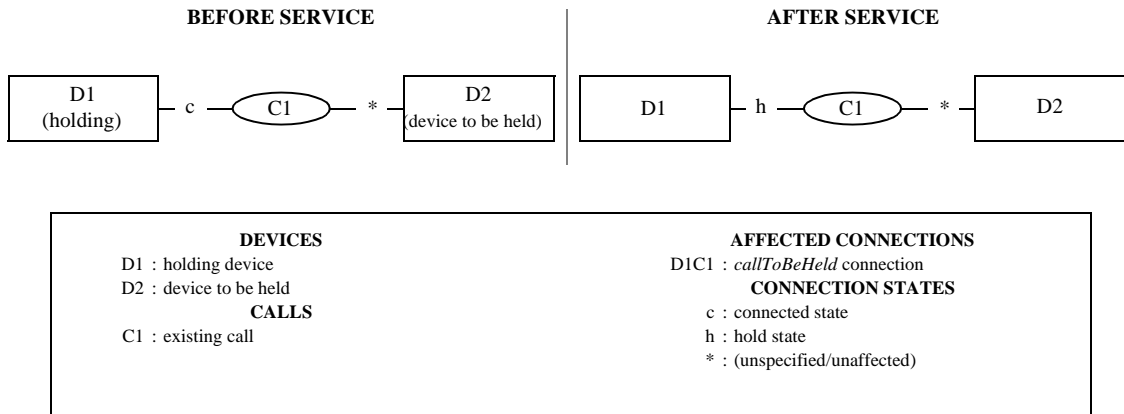 BEFORE SERVICE
AFTER SERVICE
D1
(holding)
c
C1
*
D2
(device to be held)
D1
h
C1
*
D2
DEVICES
D1 : holding device
D2 : device to be held
CALLS
C1 : existing call
AFFECTED CONNECTIONS
D1C1 : callToBeHeld connection
CONNECTION STATES
c : connected state
h : hold state
* : (unspecified/unaffected)